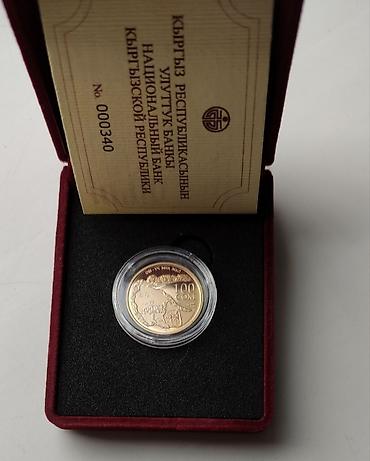 КЫРГЫЗ РЕСПУБЛИКАСЫНЫН
УЛУТТУК БАНКЫ
НАЦИОНАЛЬНЫЙ БАНК
КЫРГЫЗСКОЙ РЕСПУБЛИКИ
№ 000340
100
СОМ